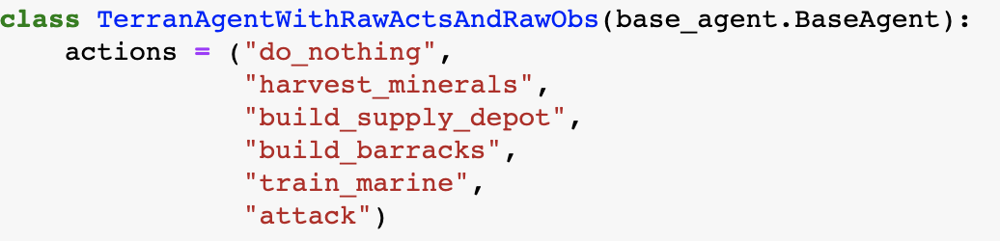 class TerranAgentWithRawActsAndRawObs(base_agent.BaseAgent):
    actions = ("do_nothing",
               "harvest_minerals",
               "build_supply_depot",
               "build_barracks",
               "train_marine",
               "attack")